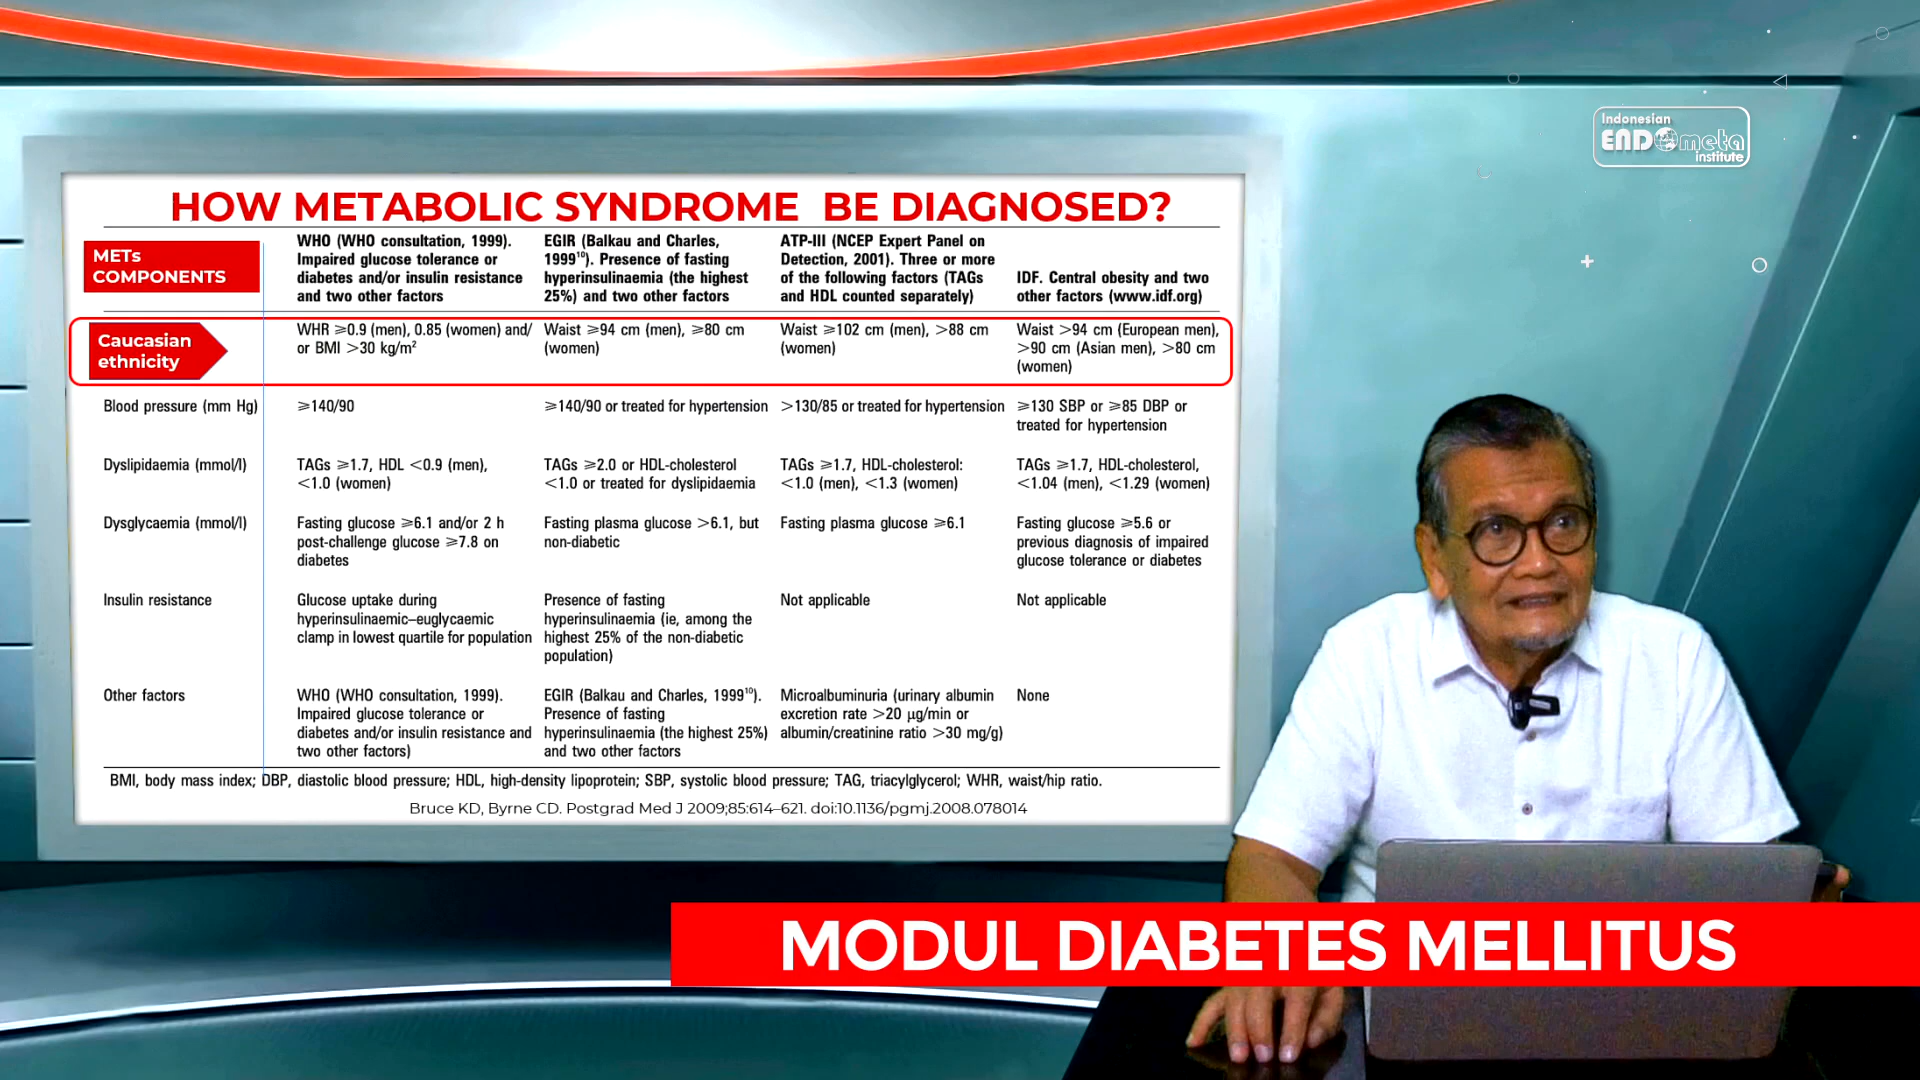 Indonesian
ENDOmeta
institute
HOW METABOLIC SYNDROME BE DIAGNOSED?
METs
COMPONENTS
WHO (WHO consultation, 1999).
Impaired glucose tolerance or
diabetes and/or insulin resistance
and two other factors
EGIR (Balkau and Charles,
1999¹⁰). Presence of fasting
hyperinsulinaemia (the highest
25%) and two other factors
ATP-III (NCEP Expert Panel on
Detection, 2001). Three or more
of the following factors (TAGs
and HDL counted separately)
IDF. Central obesity and two
other factors (www.idf.org)
Caucasian
ethnicity
WHR ⩾0.9 (men), 0.85 (women) and/
or BMI >30 kg/m²
Waist ⩾94 cm (men), ⩾80 cm
(women)
Waist ⩾102 cm (men), >88 cm
(women)
Waist >94 cm (European men),
>90 cm (Asian men), >80 cm
(women)
Blood pressure (mm Hg)
⩾140/90
⩾140/90 or treated for hypertension
>130/85 or treated for hypertension
⩾130 SBP or ⩾85 DBP or
treated for hypertension
Dyslipidaemia (mmol/l)
TAGs ⩾1.7, HDL <0.9 (men),
<1.0 (women)
TAGs ⩾2.0 or HDL-cholesterol
<1.0 or treated for dyslipidaemia
TAGs ⩾1.7, HDL-cholesterol:
<1.0 (men), <1.3 (women)
TAGs ⩾1.7, HDL-cholesterol,
<1.04 (men), <1.29 (women)
Dysglycaemia (mmol/l)
Fasting glucose ⩾6.1 and/or 2 h
post-challenge glucose ⩾7.8 on
diabetes
Fasting plasma glucose >6.1, but
non-diabetic
Fasting plasma glucose ⩾6.1
Fasting glucose ⩾5.6 or
previous diagnosis of impaired
glucose tolerance or diabetes
Insulin resistance
Glucose uptake during
hyperinsulinaemic–euglycaemic
clamp in lowest quartile for population
Presence of fasting
hyperinsulinaemia (ie, among the
highest 25% of the non-diabetic
population)
Not applicable
Not applicable
Other factors
WHO (WHO consultation, 1999).
Impaired glucose tolerance or
diabetes and/or insulin resistance and
two other factors)
EGIR (Balkau and Charles, 1999¹⁰).
Presence of fasting
hyperinsulinaemia (the highest 25%)
and two other factors
Microalbuminuria (urinary albumin
excretion rate >20 μg/min or
albumin/creatinine ratio >30 mg/g)
None
BMI, body mass index; DBP, diastolic blood pressure; HDL, high-density lipoprotein; SBP, systolic blood pressure; TAG, triacylglycerol; WHR, waist/hip ratio.
Bruce KD, Byrne CD. Postgrad Med J 2009;85:614–621. doi:10.1136/pgmj.2008.078014
MODUL DIABETES MELLITUS